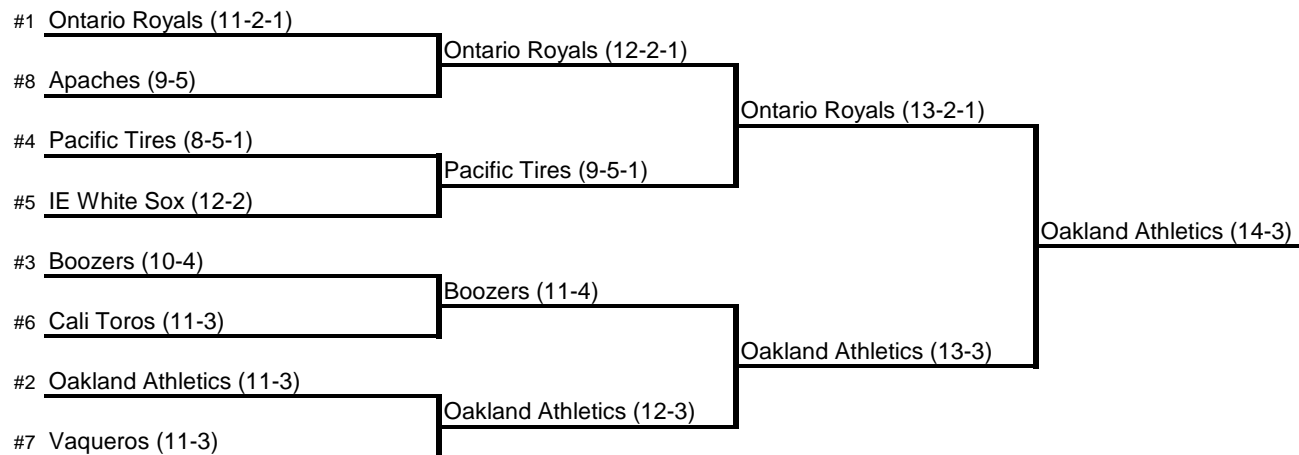 #1 Ontario Royals (11-2-1)
Ontario Royals (12-2-1)
#8 Apaches (9-5)
Ontario Royals (13-2-1)
#4 Pacific Tires (8-5-1)
Pacific Tires (9-5-1)
#5 IE White Sox (12-2)
Oakland Athletics (14-3)
#3 Boozers (10-4)
Boozers (11-4)
#6 Cali Toros (11-3)
Oakland Athletics (13-3)
#2 Oakland Athletics (11-3)
Oakland Athletics (12-3)
#7 Vaqueros (11-3)